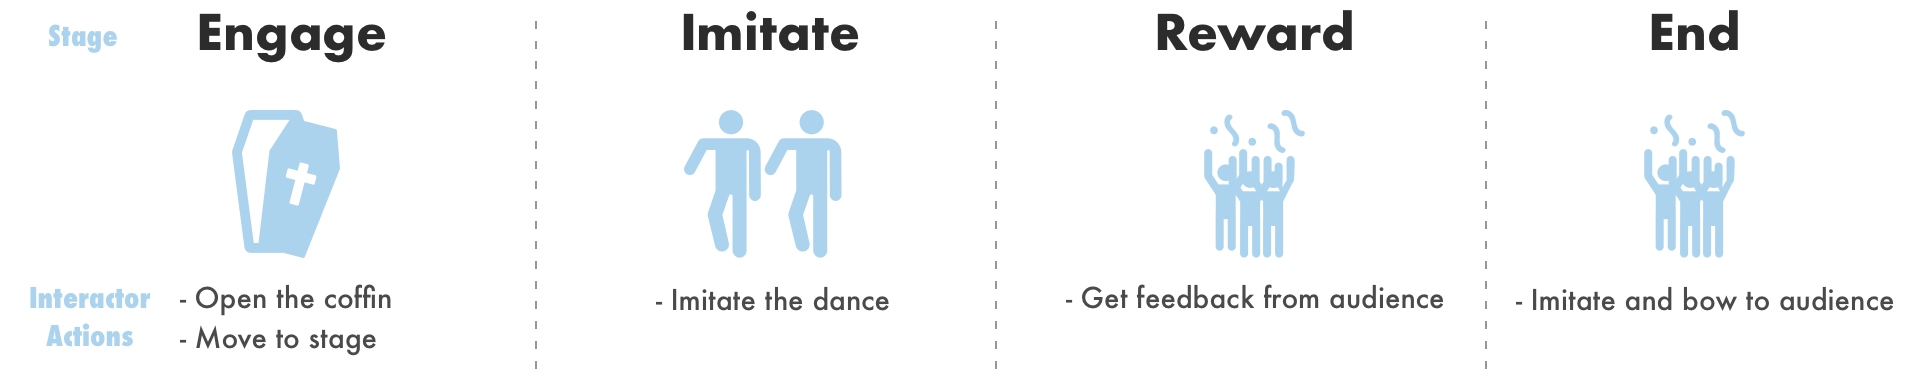 Stage
Engage
Imitate
Reward
End
Interactor
Actions
- Open the coffin
- Move to stage
- Imitate the dance
- Get feedback from audience
- Imitate and bow to audience